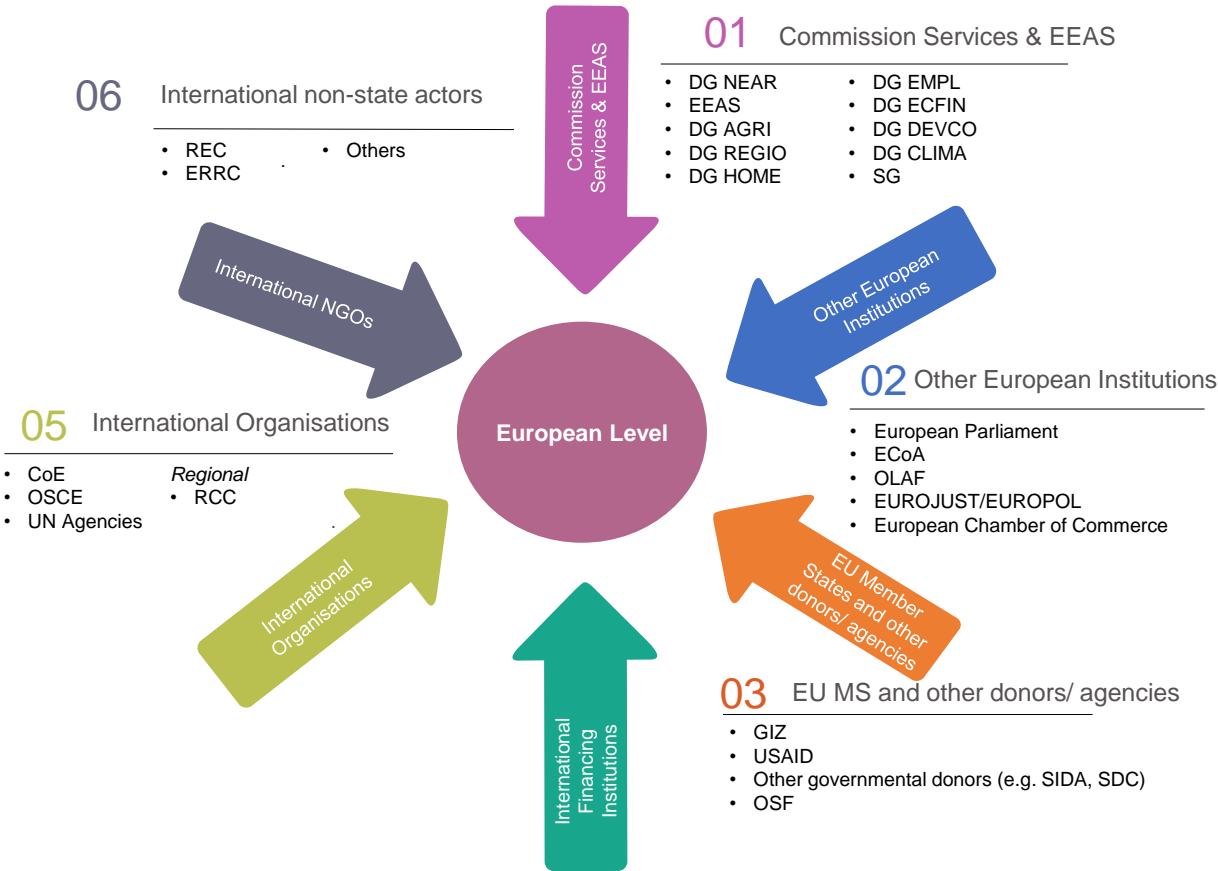 01 Commission Services & EEAS
• DG NEAR
• EEAS
• DG AGRI
• DG REGIO
• DG HOME
• DG EMPL
• DG ECFIN
• DG DEVCO
• DG CLIMA
• SG
Commission
Services & EEAS
06 International non-state actors
• REC
• ERRC
• Others
.
International NGOs
Other European
Institutions
02 Other European Institutions
• European Parliament
• ECoA
• OLAF
• EUROJUST/EUROPOL
• European Chamber of Commerce
European Level
05 International Organisations
• CoE
• OSCE
• UN Agencies
Regional
• RCC
.
International
Organisations
EU Member
States and other
donors/ agencies
03 EU MS and other donors/ agencies
• GIZ
• USAID
• Other governmental donors (e.g. SIDA, SDC)
• OSF
International
Financing
Institutions